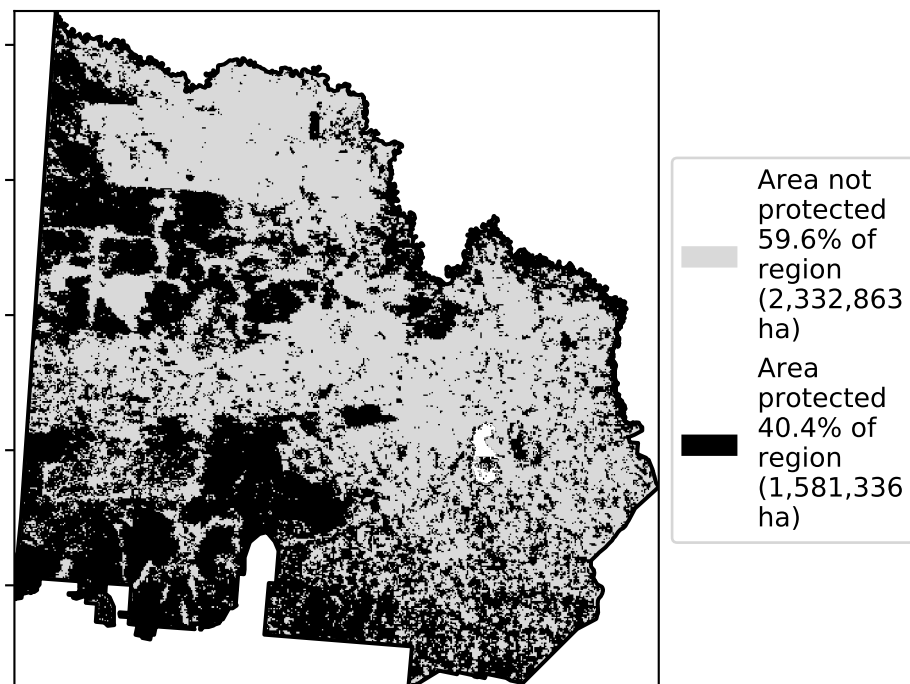 Area not
protected
59.6% of
region
(2,332,863
ha)
Area
protected
40.4% of
region
(1,581,336
ha)